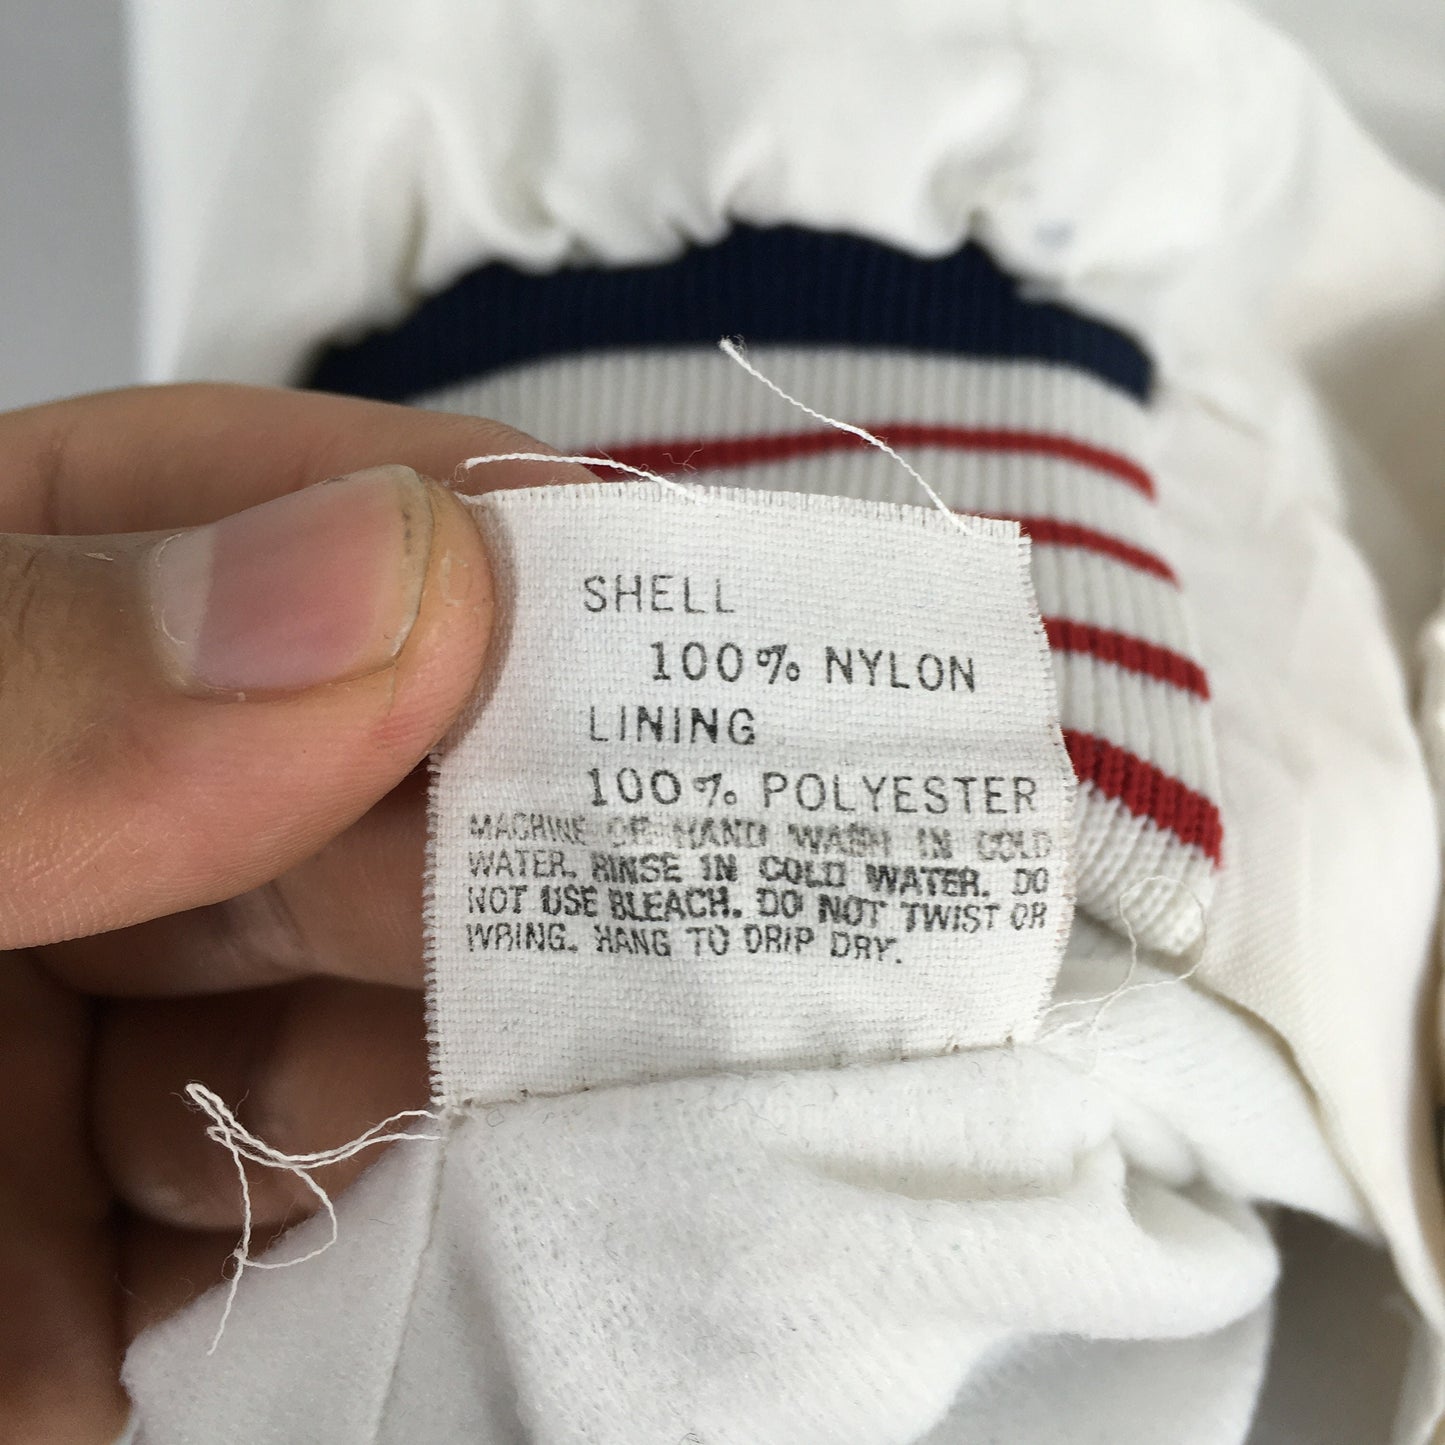 SHELL
100% NYLON
LINING
100% POLYESTER
MACHINE OR HAND WASH IN COLD
WATER. RINSE IN COLD WATER. DO
NOT USE BLEACH. DO NOT TWIST OR
WRING. HANG TO DRIP DRY.